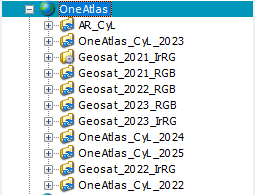 OneAtlas
AR_CyL
OneAtlas_CyL_2023
Geosat_2021_IrRG
Geosat_2021_RGB
Geosat_2022_RGB
Geosat_2023_RGB
Geosat_2023_IrRG
OneAtlas_CyL_2024
OneAtlas_CyL_2025
Geosat_2022_IrRG
OneAtlas_CyL_2022